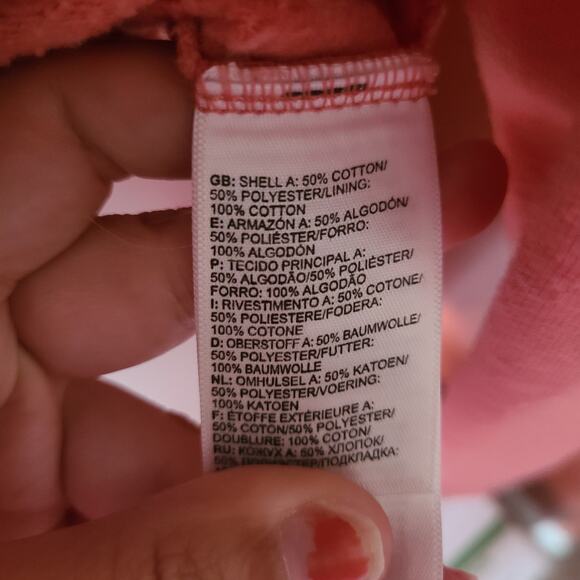 GB: SHELL A: 50% COTTON/
50% POLYESTER/LINING:
100% COTTON
E: ARMAZÓN A: 50% ALGODÓN/
50% POLIÉSTER/FORRO:
100% ALGODÓN
P: TECIDO PRINCIPAL A:
50% ALGODÃO/50% POLIÉSTER/
FORRO: 100% ALGODÃO
I: RIVESTIMENTO A: 50% COTONE/
50% POLIESTERE/FODERA:
100% COTONE
D: OBERSTOFF A: 50% BAUMWOLLE/
50% POLYESTER/FUTTER:
100% BAUMWOLLE
NL: OMHULSEL A: 50% KATOEN/
50% POLYESTER/VOERING:
100% KATOEN
F: ÉTOFFE EXTÉRIEURE A:
50% COTON/50% POLYESTER/
DOUBLURE: 100% COTON/
RU: КОЖУХ A: 50% ХЛОПОК/
50% ПОЛИЭСТЕР/ПОДКЛАДКА: